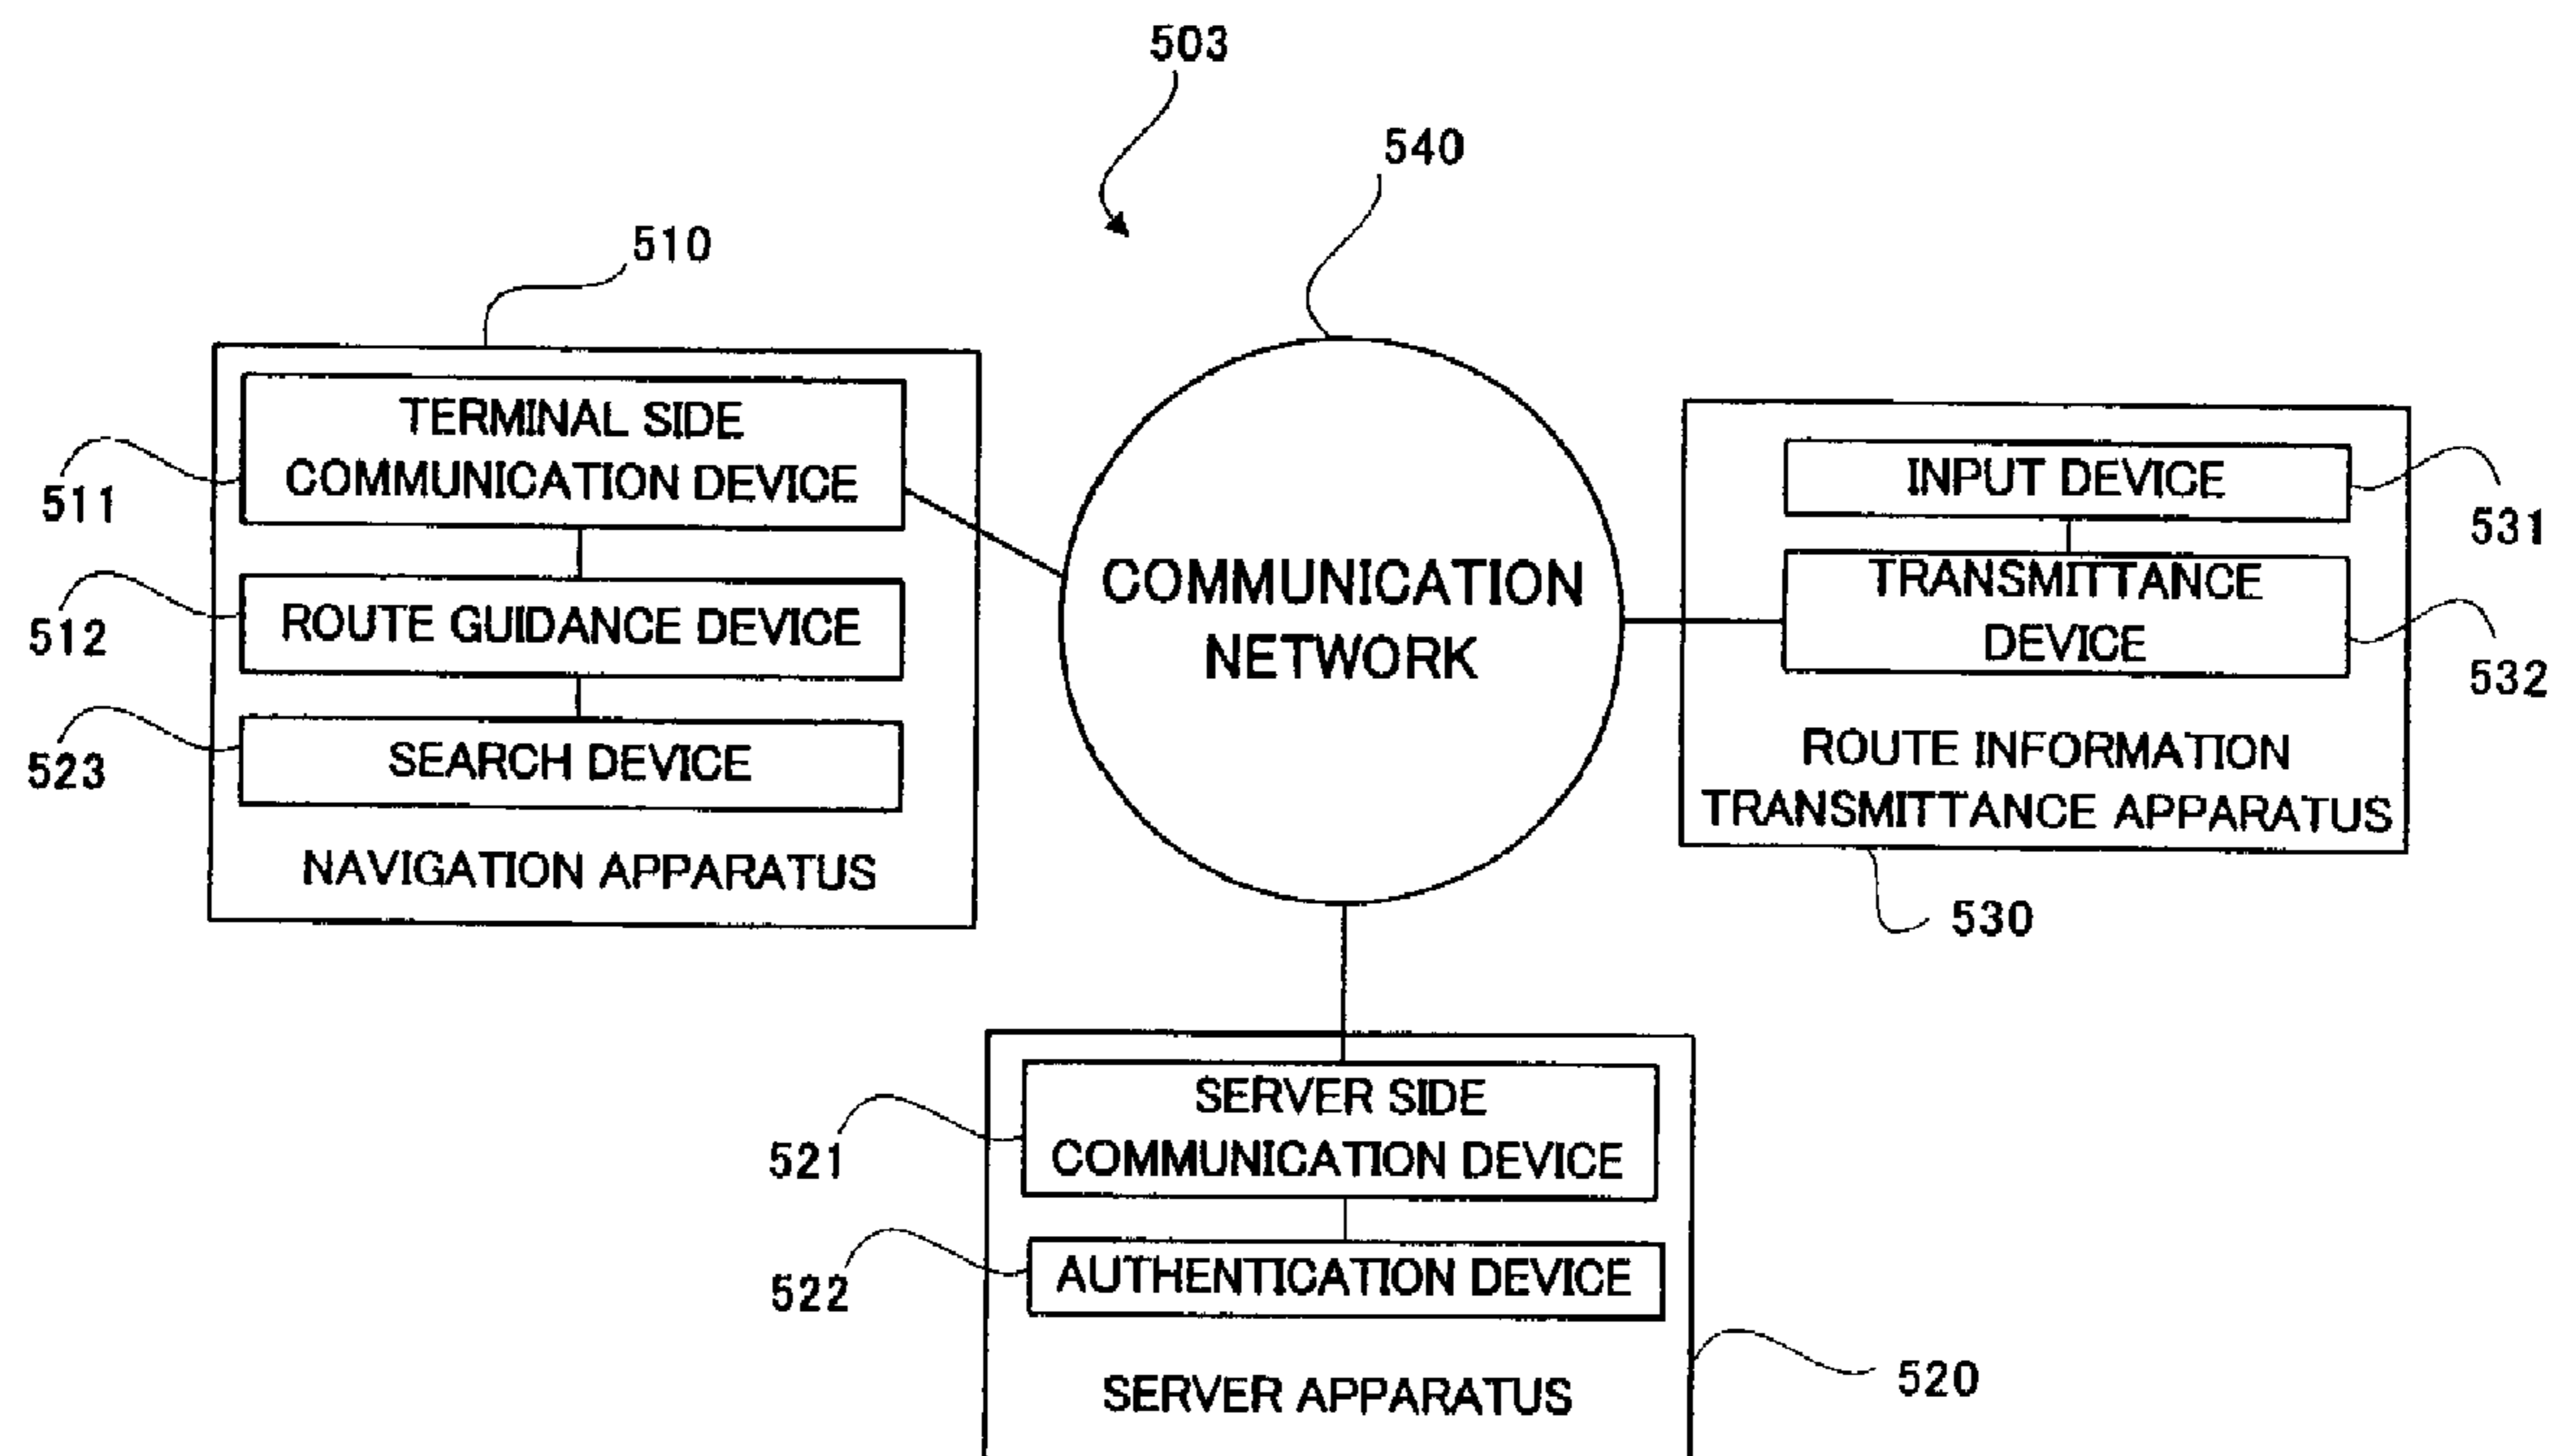 503
540
510
TERMINAL SIDE
COMMUNICATION DEVICE
511
ROUTE GUIDANCE DEVICE
512
SEARCH DEVICE
523
NAVIGATION APPARATUS
COMMUNICATION
NETWORK
INPUT DEVICE
531
TRANSMITTANCE
DEVICE
532
ROUTE INFORMATION
TRANSMITTANCE APPARATUS
530
SERVER SIDE
COMMUNICATION DEVICE
521
AUTHENTICATION DEVICE
522
SERVER APPARATUS
520